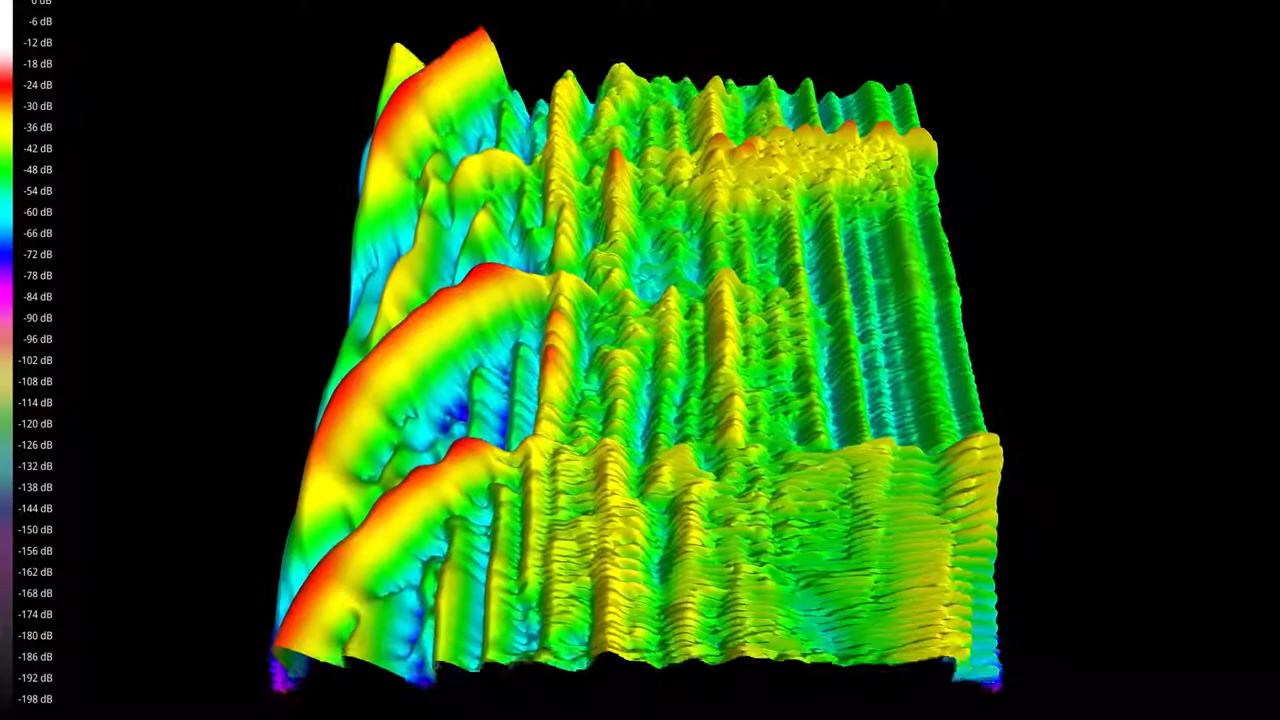 0 dB
-6 dB
-12 dB
-18 dB
-24 dB
-30 dB
-36 dB
-42 dB
-48 dB
-54 dB
-60 dB
-66 dB
-72 dB
-78 dB
-84 dB
-90 dB
-96 dB
-102 dB
-108 dB
-114 dB
-120 dB
-126 dB
-132 dB
-138 dB
-144 dB
-150 dB
-156 dB
-162 dB
-168 dB
-174 dB
-180 dB
-186 dB
-192 dB
-198 dB